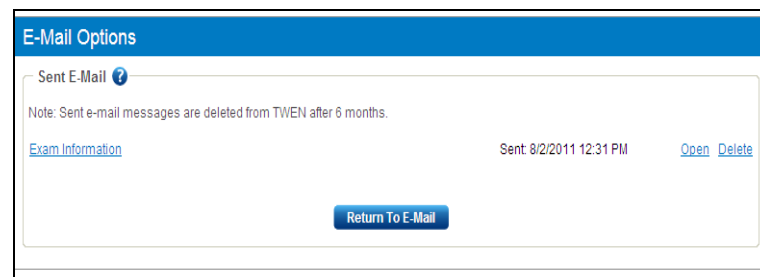 E-Mail Options
Sent E-Mail ?
Note: Sent e-mail messages are deleted from TWEN after 6 months.
Exam Information Sent: 8/2/2011 12:31 PM Open Delete
Return To E-Mail